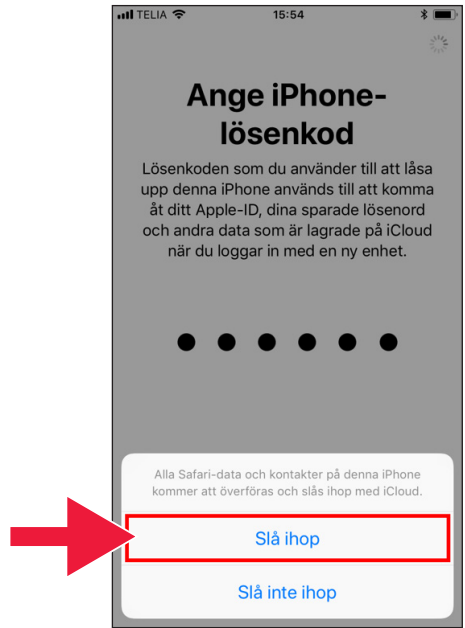 TELIA 15:54
Ange iPhone-
lösenkod
Lösenkoden som du använder till att låsa
upp denna iPhone används till att komma
åt ditt Apple-ID, dina sparade lösenord
och andra data som är lagrade på iCloud
när du loggar in med en ny enhet.
Alla Safari-data och kontakter på denna iPhone
kommer att överföras och slås ihop med iCloud.
Slå ihop
Slå inte ihop